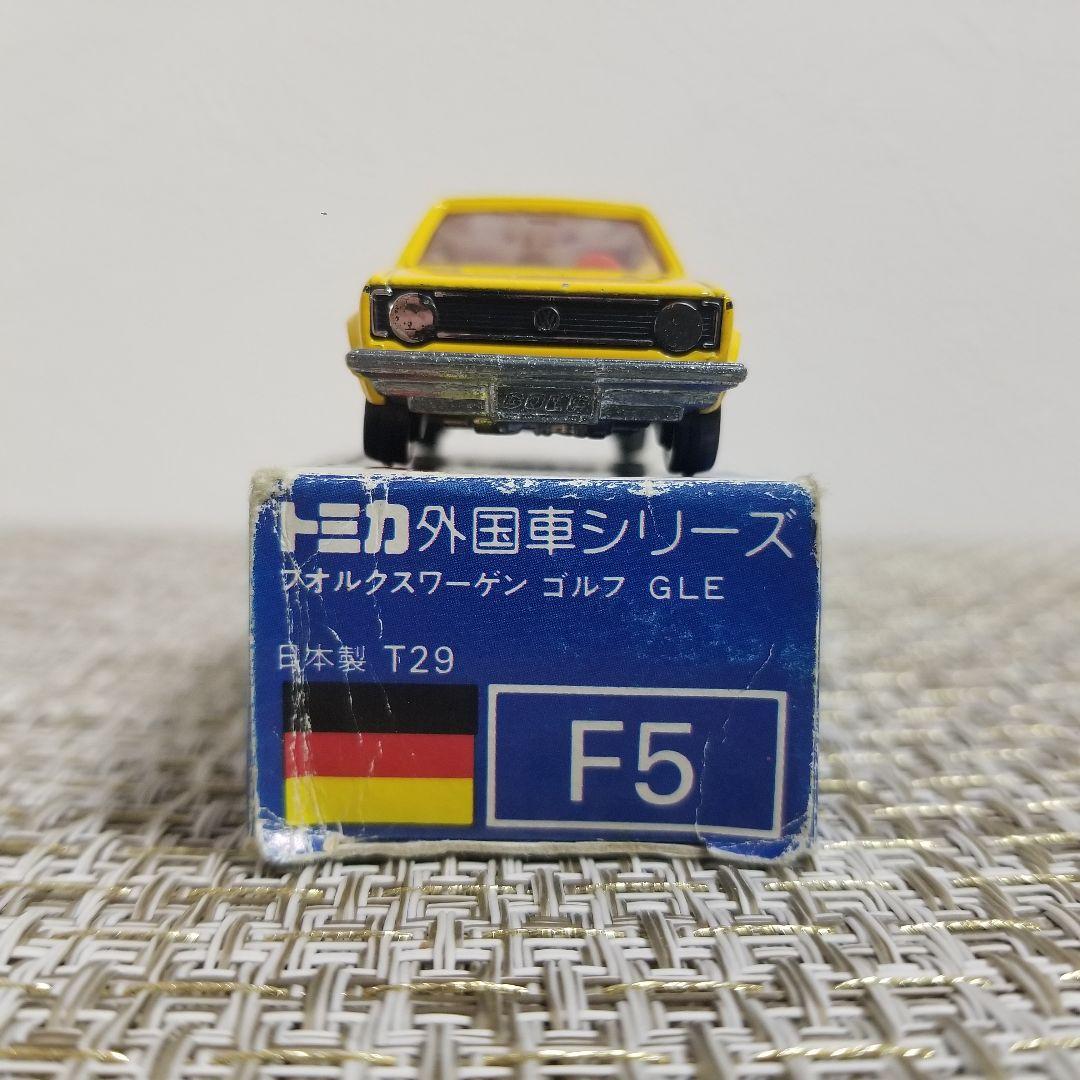 GOLF
トミカ 外国車シリーズ
フォルクスワーゲン ゴルフ GLE
日本製 T29
F5